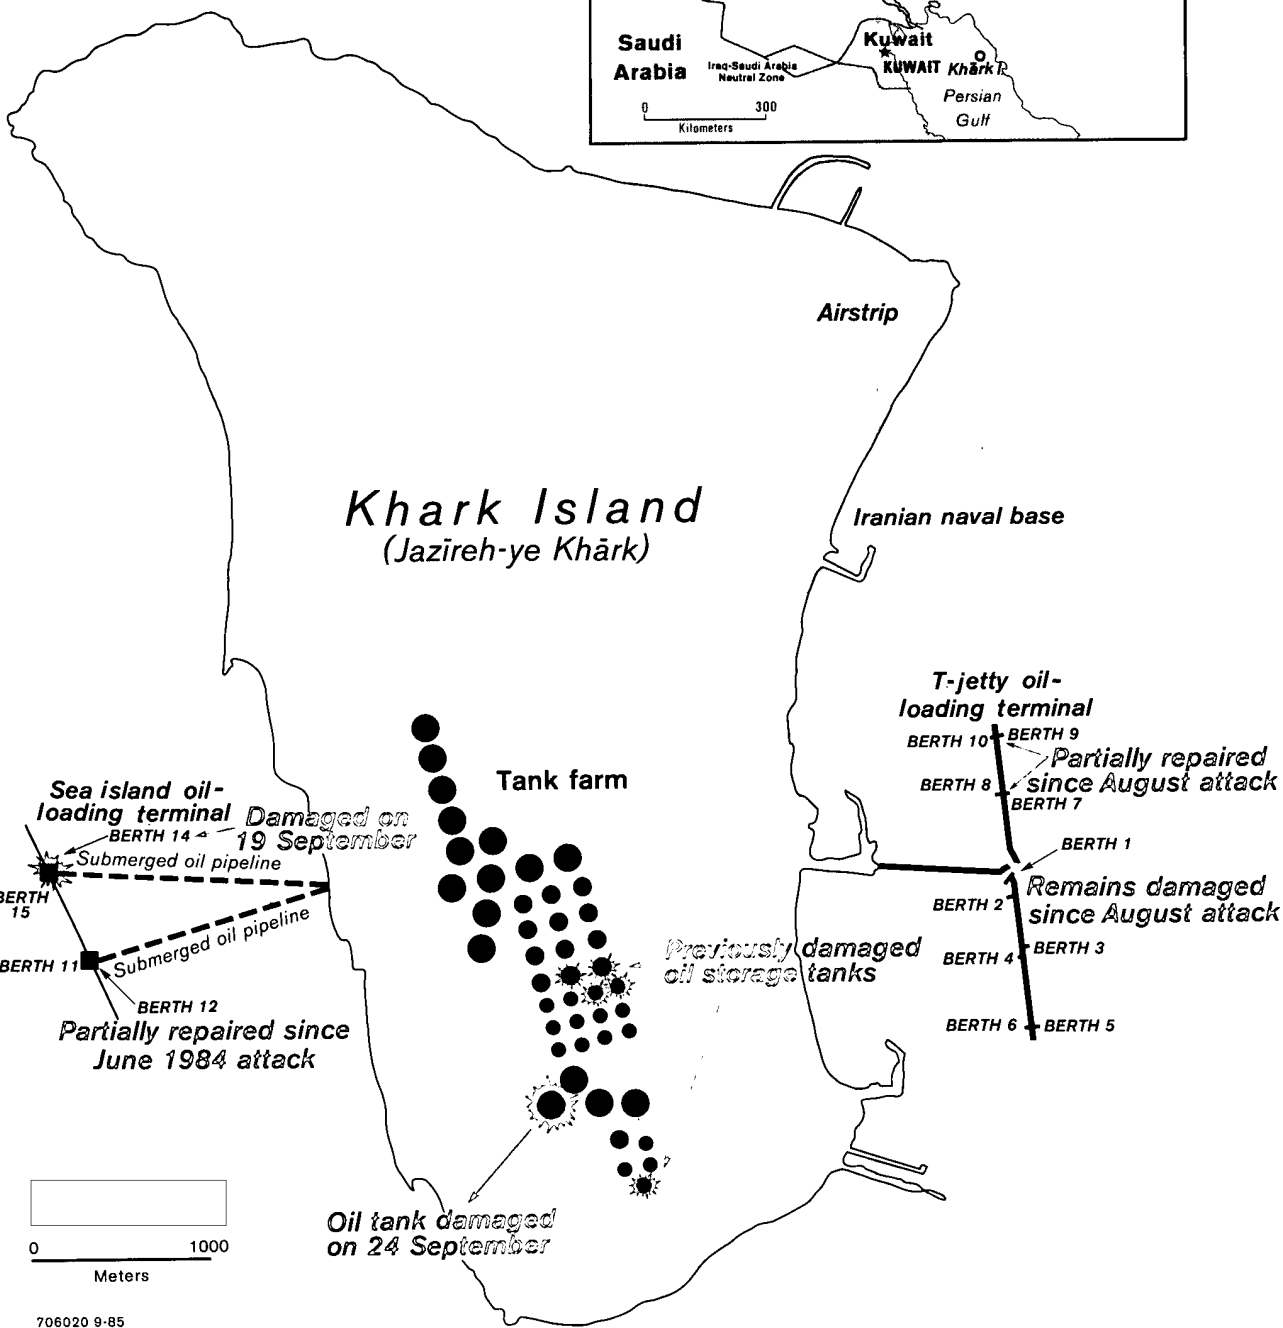 Saudi
Arabia
Iraq-Saudi Arabia
Neutral Zone
Kuwait
KUWAIT
Khārk I.
Persian
Gulf
0 300
Kilometers
Airstrip
Khark Island
(Jazīreh-ye Khārk)
Iranian naval base
T-jetty oil-
loading terminal
BERTH 10
BERTH 9
Partially repaired
since August attack
BERTH 8
BERTH 7
BERTH 1
Remains damaged
since August attack
BERTH 2
BERTH 3
BERTH 4
BERTH 6
BERTH 5
Tank farm
Sea island oil-
loading terminal
BERTH 14
Damaged on
19 September
Submerged oil pipeline
BERTH
15
Submerged oil pipeline
BERTH 11
BERTH 12
Partially repaired since
June 1984 attack
Previously damaged
oil storage tanks
Oil tank damaged
on 24 September
0 1000
Meters
706020 9-85